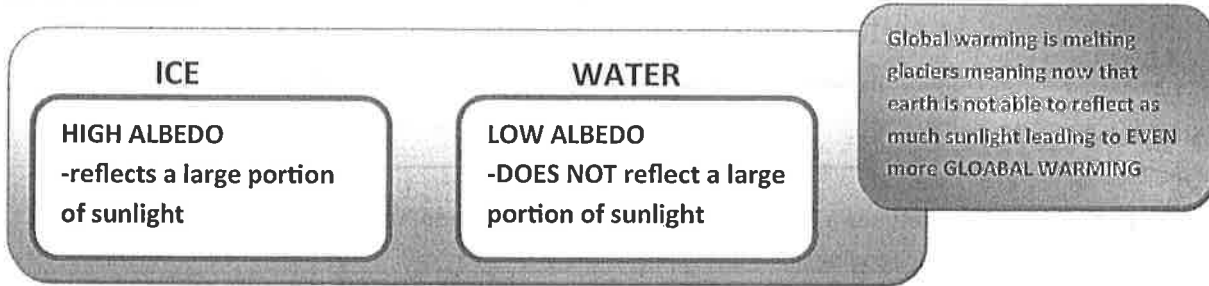 ICE
HIGH ALBEDO
-reflects a large portion
of sunlight
WATER
LOW ALBEDO
-DOES NOT reflect a large
portion of sunlight
Global warming is melting
glaciers meaning now that
earth is not able to reflect as
much sunlight leading to EVEN
more GLOABAL WARMING